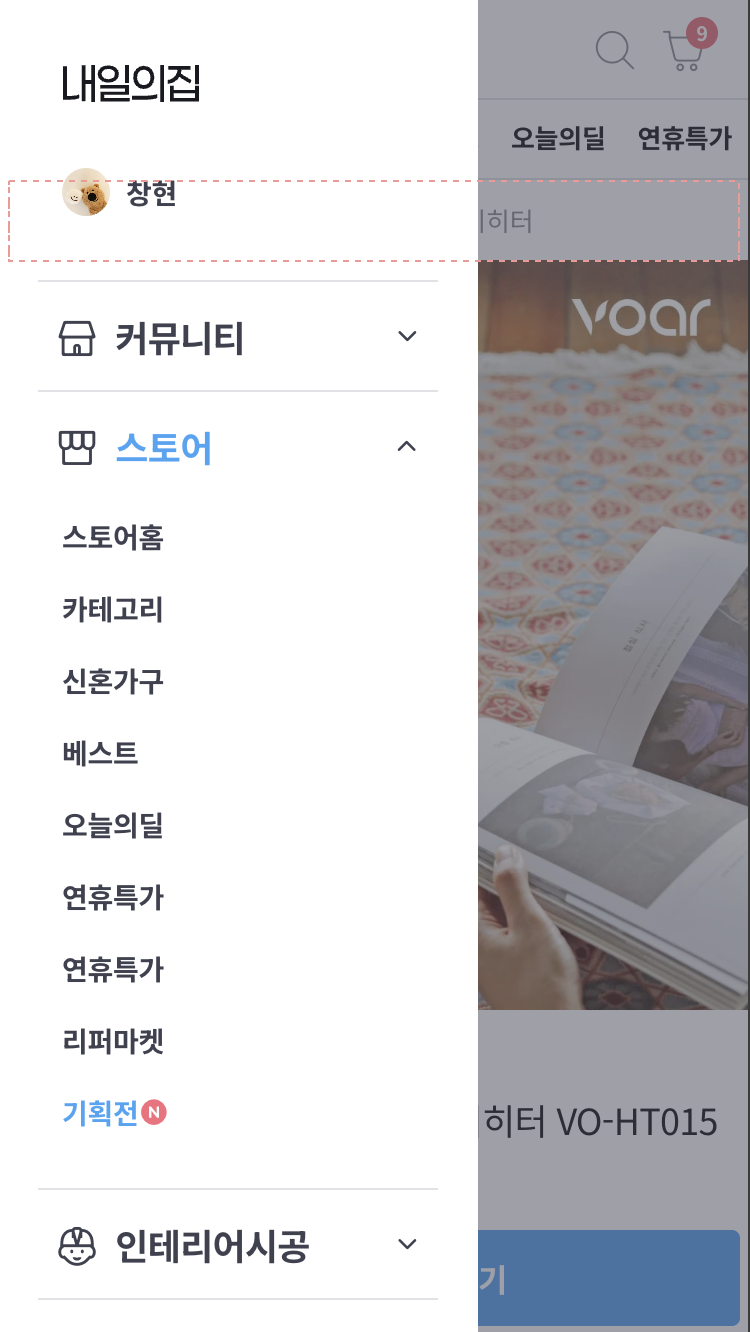 내일의집
9
오늘의딜 연휴특가
창현
히터
voar
커뮤니티
스토어
스토어홈
카테고리
신혼가구
베스트
오늘의딜
연휴특가
연휴특가
리퍼마켓
기획전 N
히터 VO-HT015
인테리어시공
기